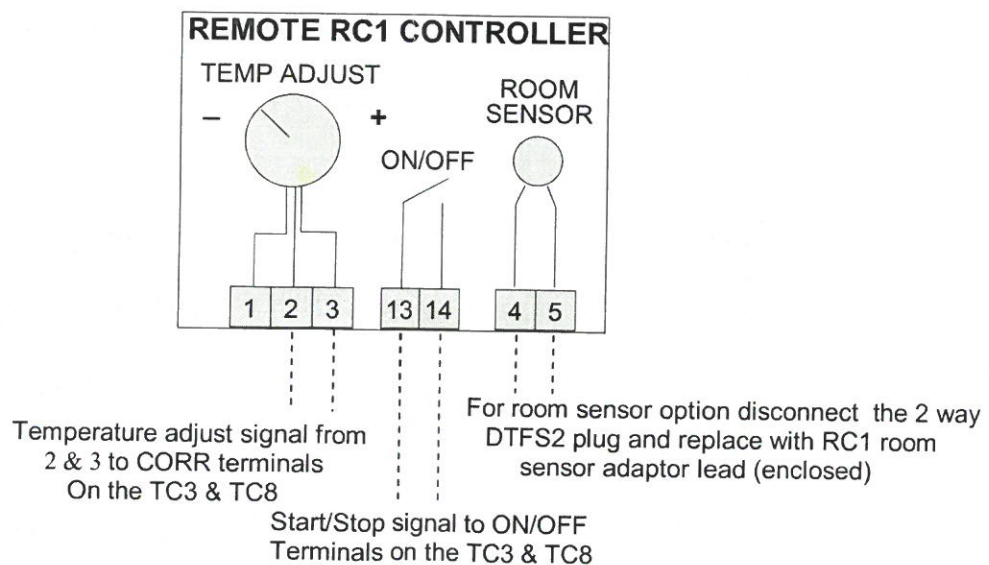 REMOTE RC1 CONTROLLER
TEMP ADJUST
ROOM
SENSOR
– +
ON/OFF
1 2 3 13 14 4 5
For room sensor option disconnect the 2 way
DTFS2 plug and replace with RC1 room
sensor adaptor lead (enclosed)
Temperature adjust signal from
2 & 3 to CORR terminals
On the TC3 & TC8
Start/Stop signal to ON/OFF
Terminals on the TC3 & TC8